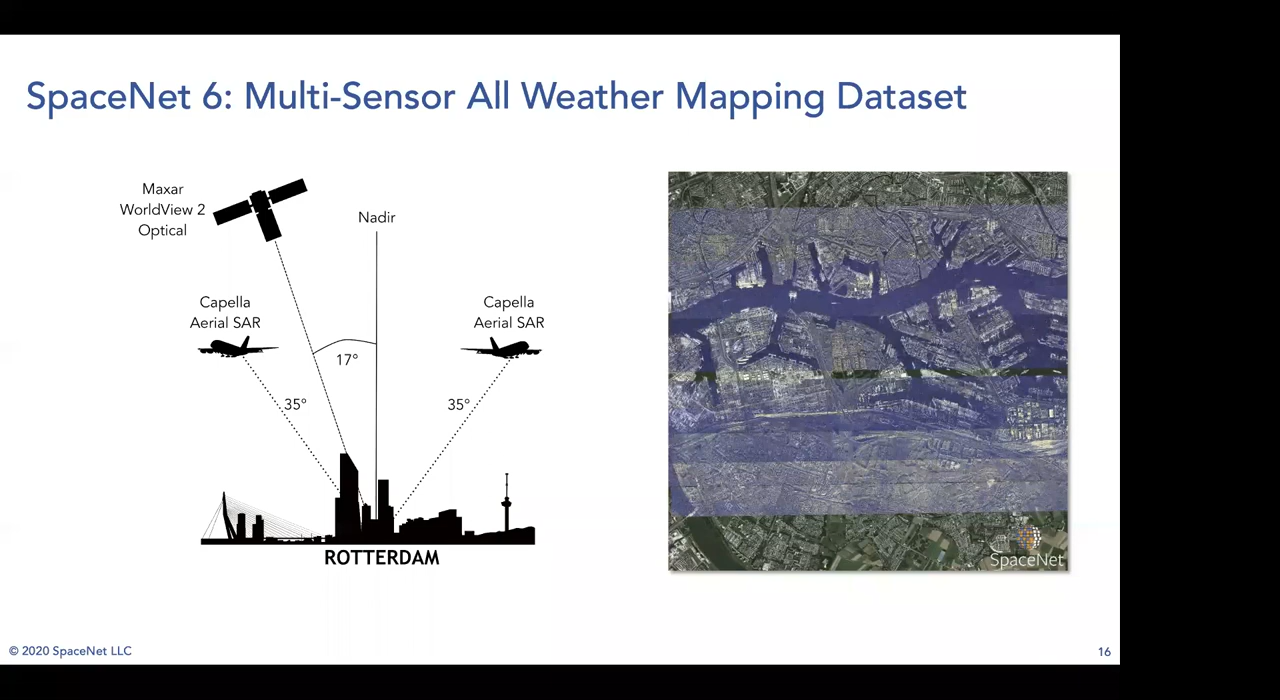 SpaceNet 6: Multi-Sensor All Weather Mapping Dataset
Maxar
WorldView 2
Optical
Nadir
Capella
Aerial SAR
Capella
Aerial SAR
17°
35°
35°
ROTTERDAM
SpaceNet
© 2020 SpaceNet LLC
16